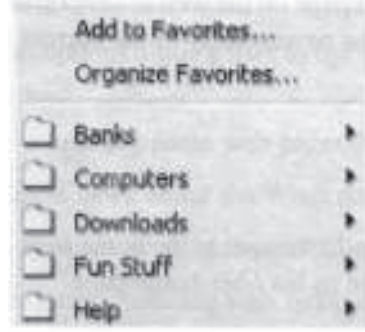 Add to Favorites...
Organize Favorites...
Banks
Computers
Downloads
Fun Stuff
Help